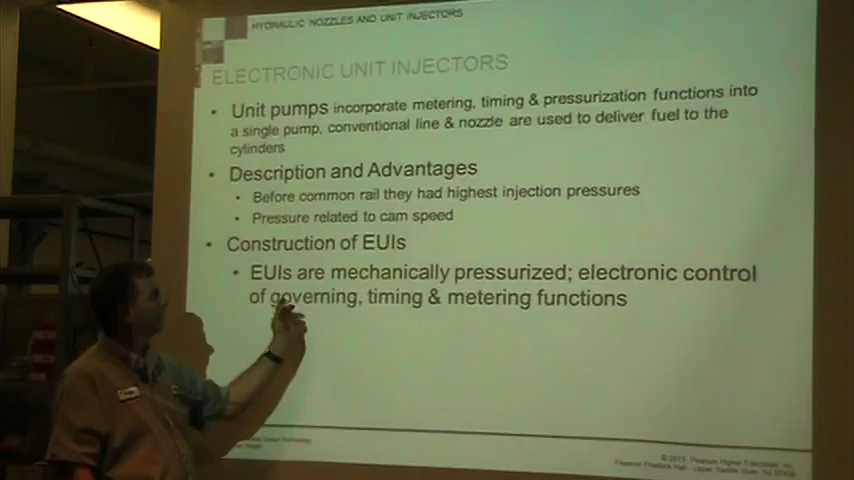 HYDRAULIC NOZZLES AND UNIT INJECTORS
ELECTRONIC UNIT INJECTORS
• Unit pumps incorporate metering, timing & pressurization functions into
a single pump, conventional line & nozzle are used to deliver fuel to the
cylinders
• Description and Advantages
• Before common rail they had highest injection pressures
• Pressure related to cam speed
• Construction of EUIs
• EUIs are mechanically pressurized; electronic control
of governing, timing & metering functions
Technology
© 2013 Pearson Higher Education, Inc.
Pearson Prentice Hall - Upper Saddle River, NJ 07458